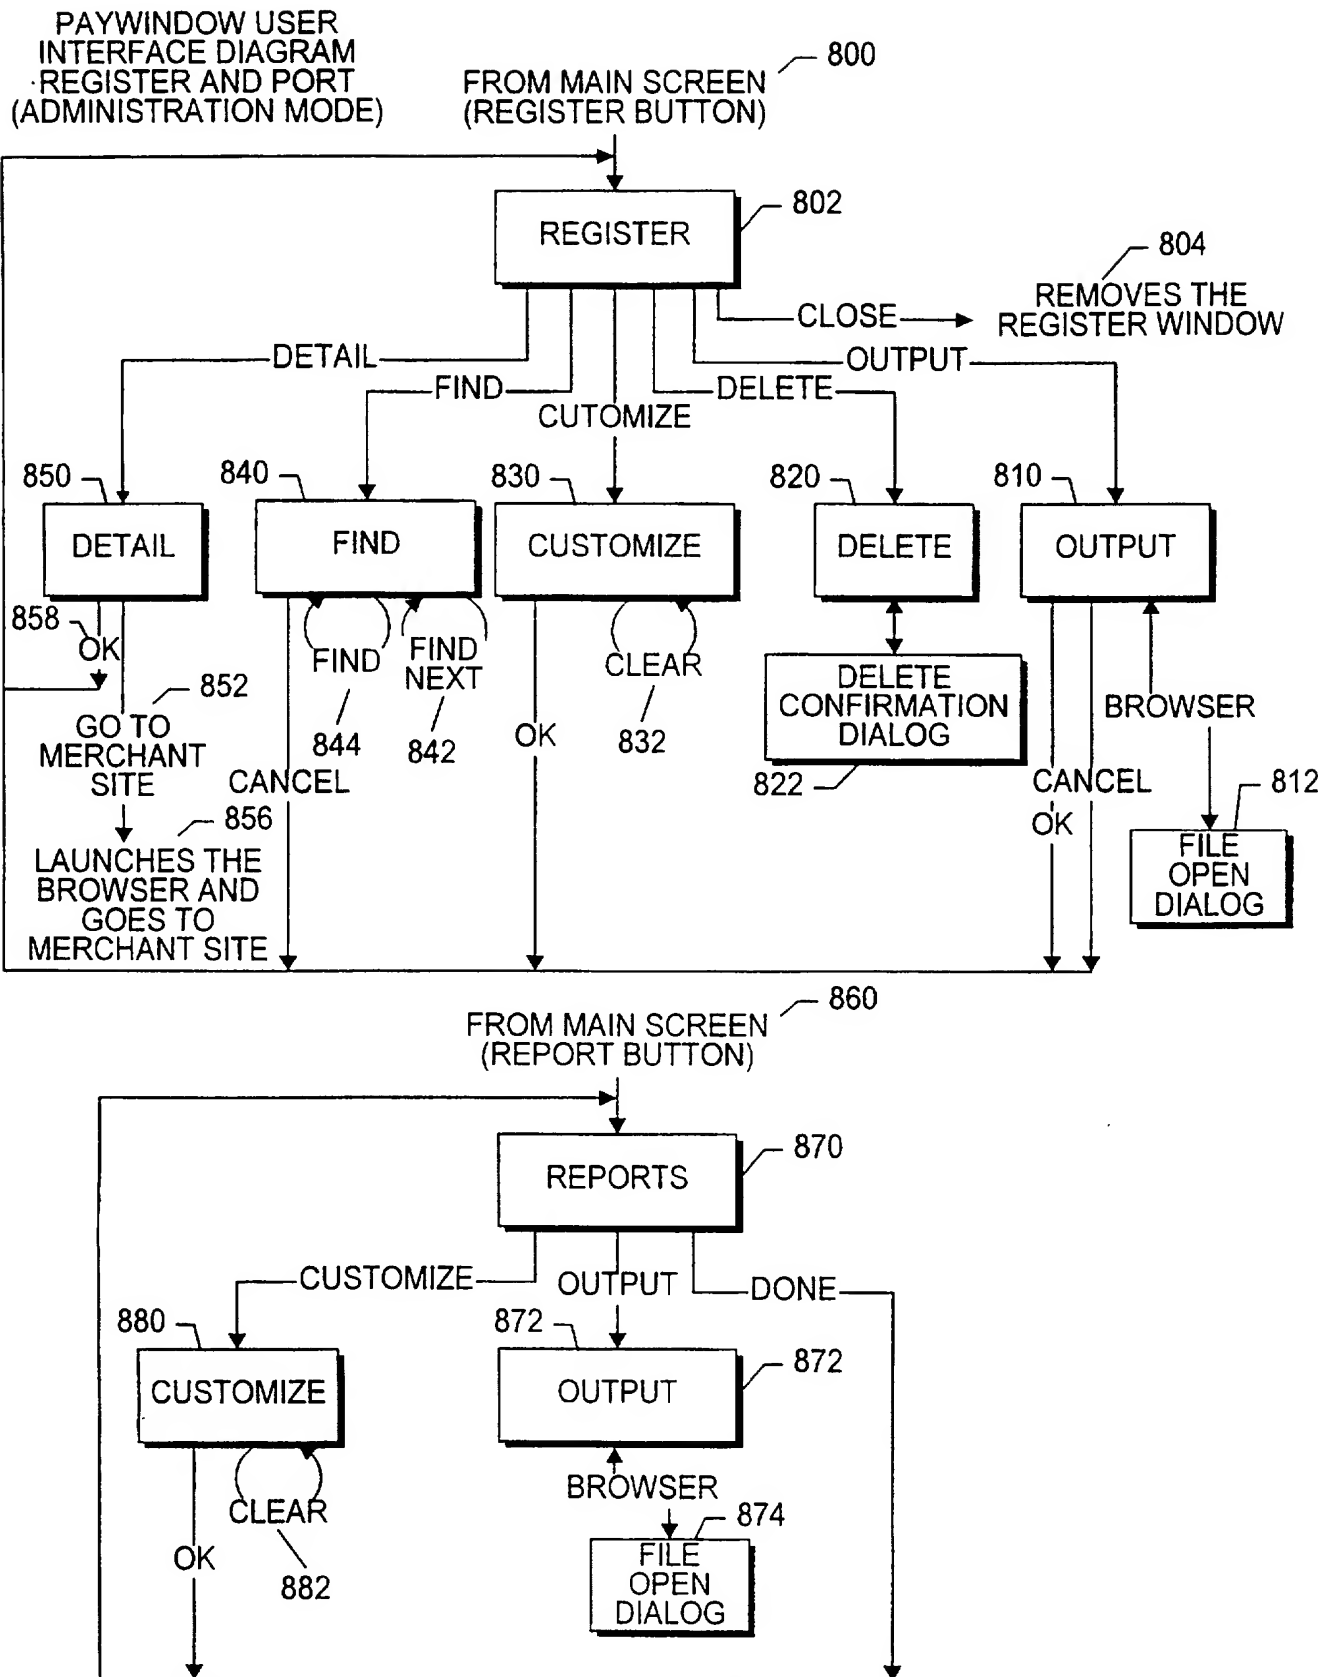 PAYWINDOW USER
INTERFACE DIAGRAM
REGISTER AND PORT
(ADMINISTRATION MODE)
FROM MAIN SCREEN
(REGISTER BUTTON)
800
REGISTER
802
804
REMOVES THE
REGISTER WINDOW
CLOSE
DETAIL
OUTPUT
FIND
DELETE
CUTOMIZE
850
840
830
820
810
DETAIL
FIND
CUSTOMIZE
DELETE
OUTPUT
858
OK
FIND
FIND
NEXT
CLEAR
DELETE
CONFIRMATION
DIALOG
BROWSER
852
GO TO
MERCHANT
SITE
844
842
OK
832
822
CANCEL
CANCEL
OK
812
856
LAUNCHES THE
BROWSER AND
GOES TO
MERCHANT SITE
FILE
OPEN
DIALOG
860
FROM MAIN SCREEN
(REPORT BUTTON)
REPORTS
870
CUSTOMIZE
OUTPUT
DONE
880
872
872
CUSTOMIZE
OUTPUT
BROWSER
CLEAR
874
OK
882
FILE
OPEN
DIALOG